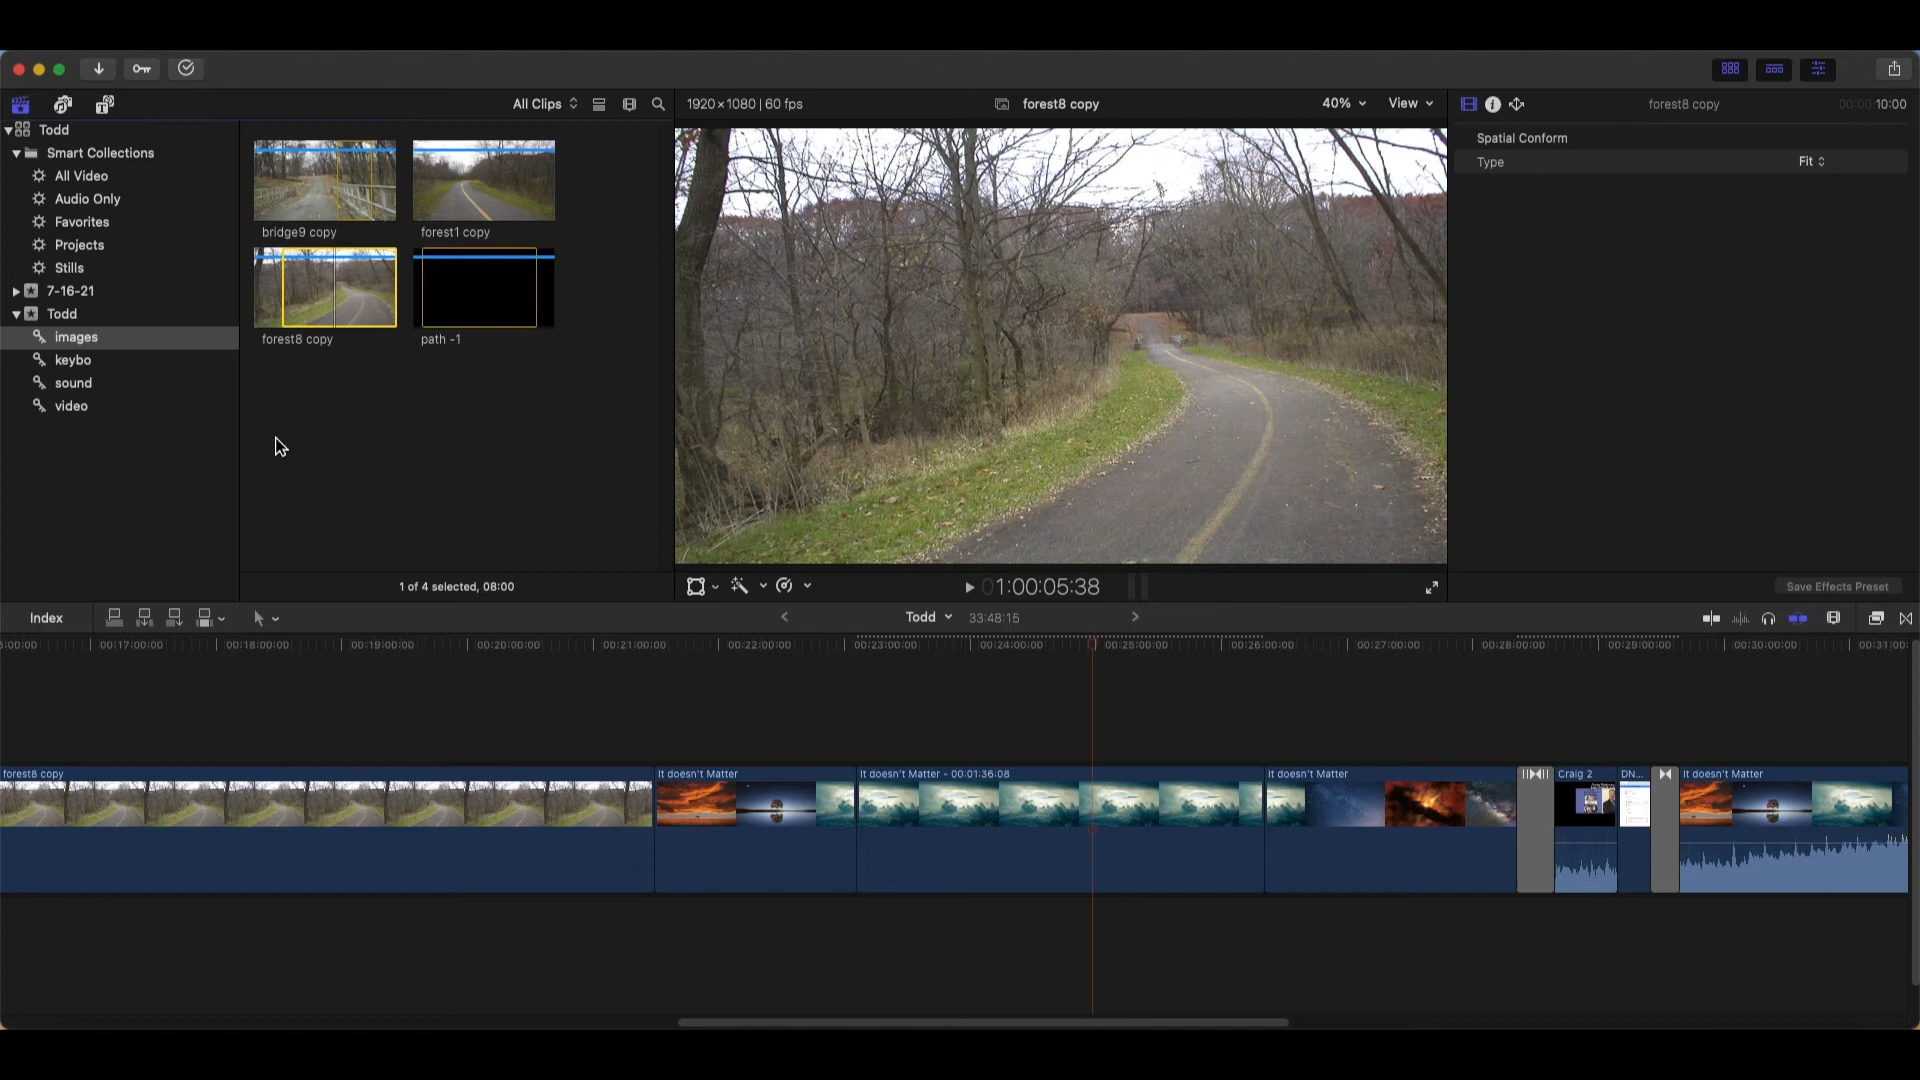 All Clips
1920×1080 | 60 fps
forest8 copy
40%
View
forest8 copy
00:00:10:00
Todd
Smart Collections
All Video
Audio Only
Favorites
Projects
Stills
7-16-21
Todd
images
keybo
sound
video
bridge9 copy
forest1 copy
forest8 copy
path -1
1 of 4 selected, 08:00
Spatial Conform
Type
Fit
01:00:05:38
Save Effects Preset
Index
Todd
33:48:15
00:17:00:00
00:18:00:00
00:19:00:00
00:20:00:00
00:21:00:00
00:22:00:00
00:23:00:00
00:24:00:00
00:25:00:00
00:26:00:00
00:27:00:00
00:28:00:00
00:29:00:00
00:30:00:00
00:31:00:
forest8 copy
It doesn't Matter
It doesn't Matter - 00:01:36:08
It doesn't Matter
Craig 2
DN...
It doesn't Matter